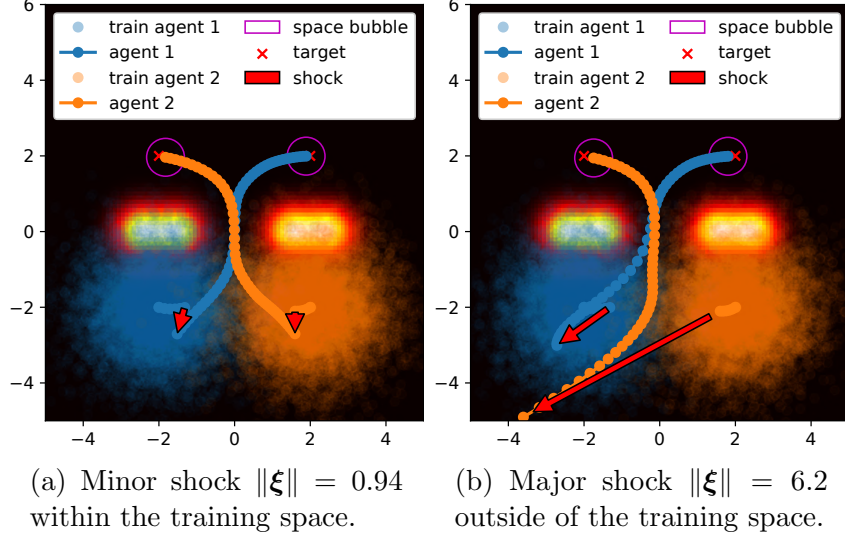 6
4
2
0
−2
−4
−4 −2 0 2 4
train agent 1
agent 1
train agent 2
agent 2
space bubble
target
shock
(a) Minor shock ‖ξ‖ = 0.94
within the training space.
6
4
2
0
−2
−4
−4 −2 0 2 4
train agent 1
agent 1
train agent 2
agent 2
space bubble
target
shock
(b) Major shock ‖ξ‖ = 6.2
outside of the training space.